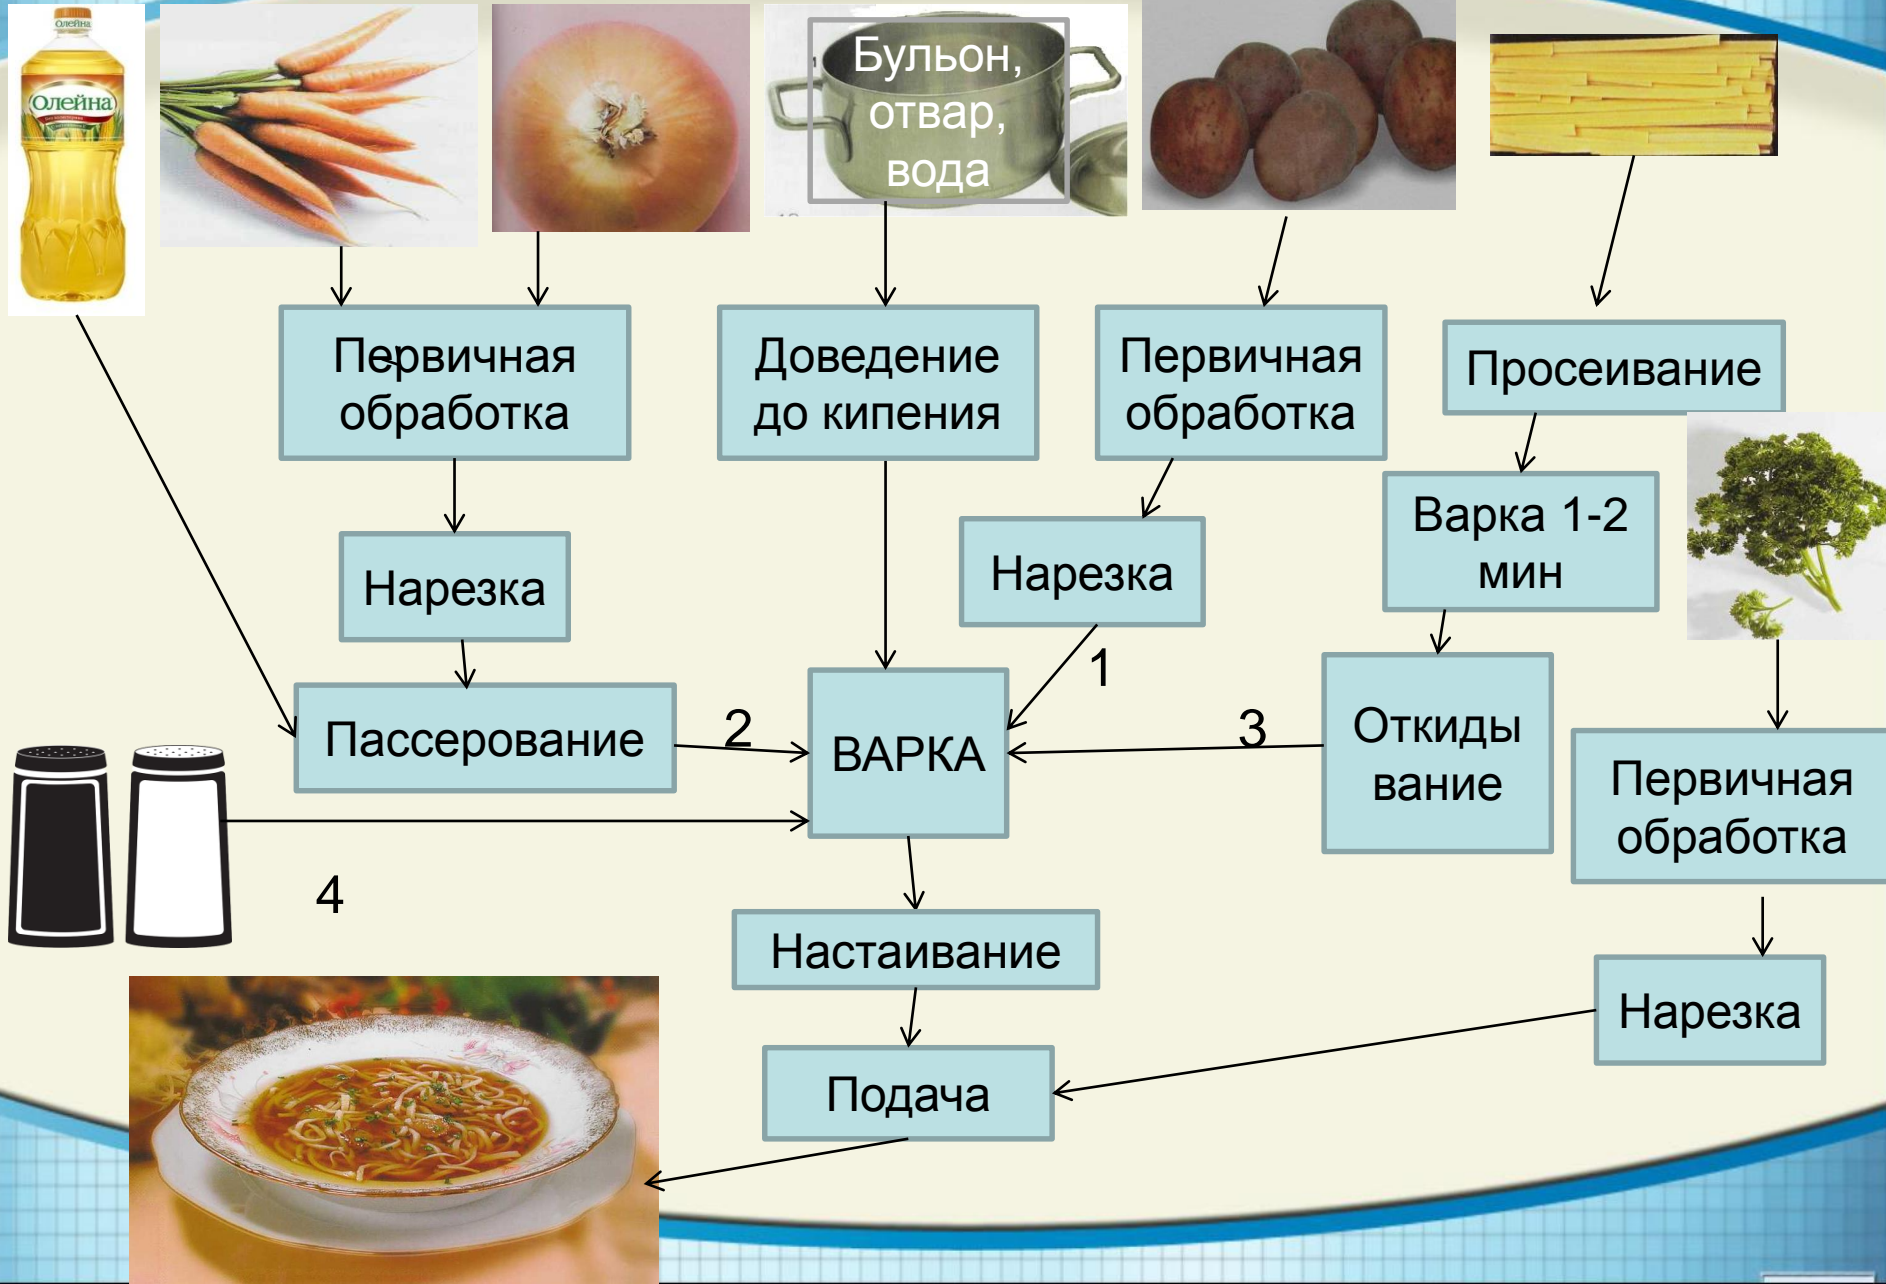 олейна
Олейна
Бульон,
отвар,
вода
Первичная
обработка
Доведение
до кипения
Первичная
обработка
Просеивание
Нарезка
Нарезка
Варка 1-2
мин
1
Пассерование
2
ВАРКА
3
Откиды
вание
Первичная
обработка
4
Настаивание
Нарезка
Подача